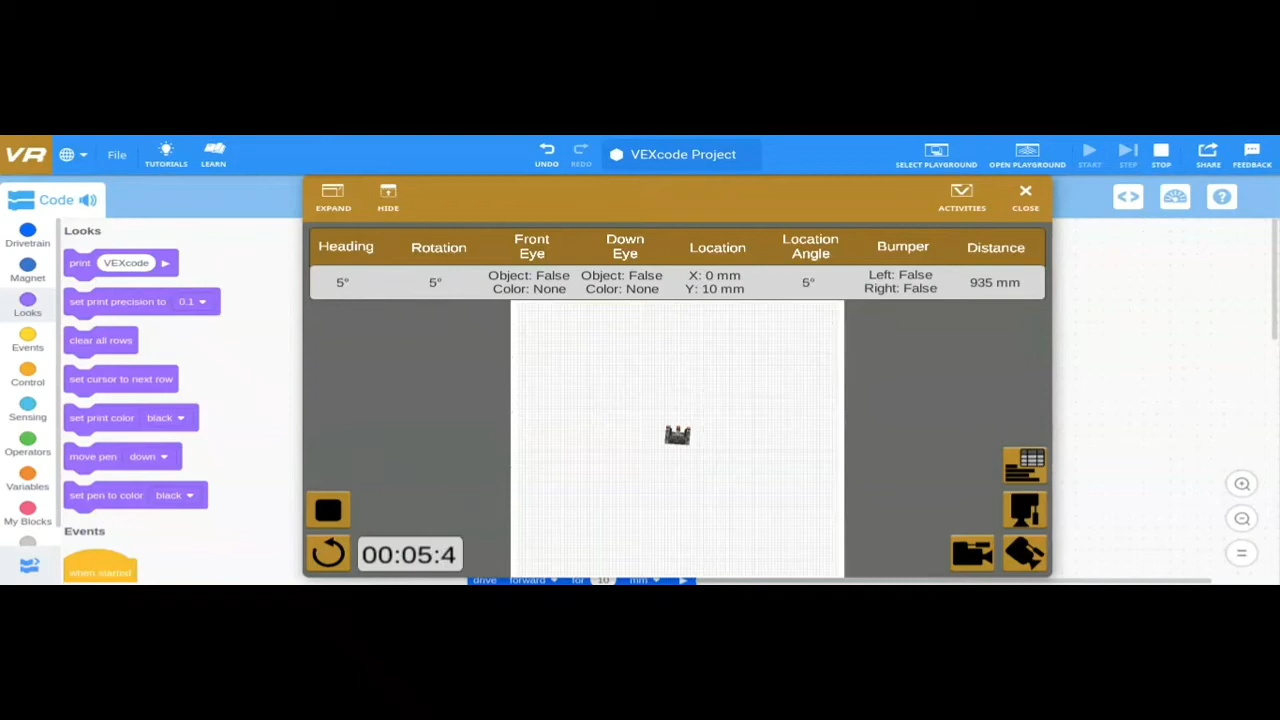 VR
File
TUTORIALS
LEARN
UNDO
REDO
VEXcode Project
SELECT PLAYGROUND
OPEN PLAYGROUND
START
STEP
STOP
SHARE
FEEDBACK
Code
EXPAND
HIDE
ACTIVITIES
CLOSE
Drivetrain
Magnet
Looks
Events
Control
Sensing
Operators
Variables
My Blocks
Looks
print VEXcode
set print precision to 0.1
clear all rows
set cursor to next row
set print color black
move pen down
set pen to color black
Events
when started
Heading Rotation Front Eye Down Eye Location Location Angle Bumper Distance
5° 5° Object: False Object: False X: 0 mm 5° Left: False 935 mm
Color: None Color: None Y: 10 mm Right: False
00:05:4
drive forward for 10 mm